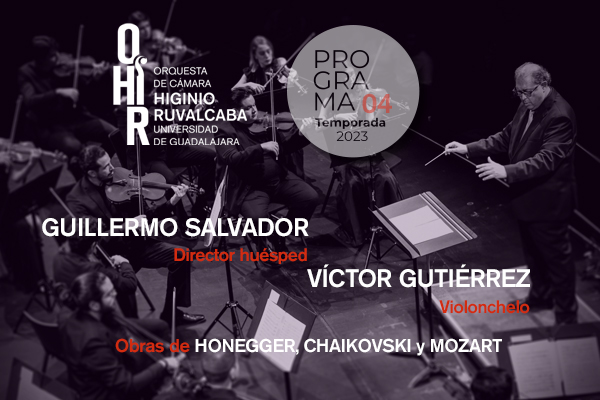 OHiR
ORQUESTA
DE CÁMARA
HIGINIO
RUVALCABA
UNIVERSIDAD
DE GUADALAJARA
PRO
GRA
MA 04
Temporada
2023
GUILLERMO SALVADOR
Director huésped
VÍCTOR GUTIÉRREZ
Violonchelo
Obras de HONEGGER, CHAIKOVSKI y MOZART